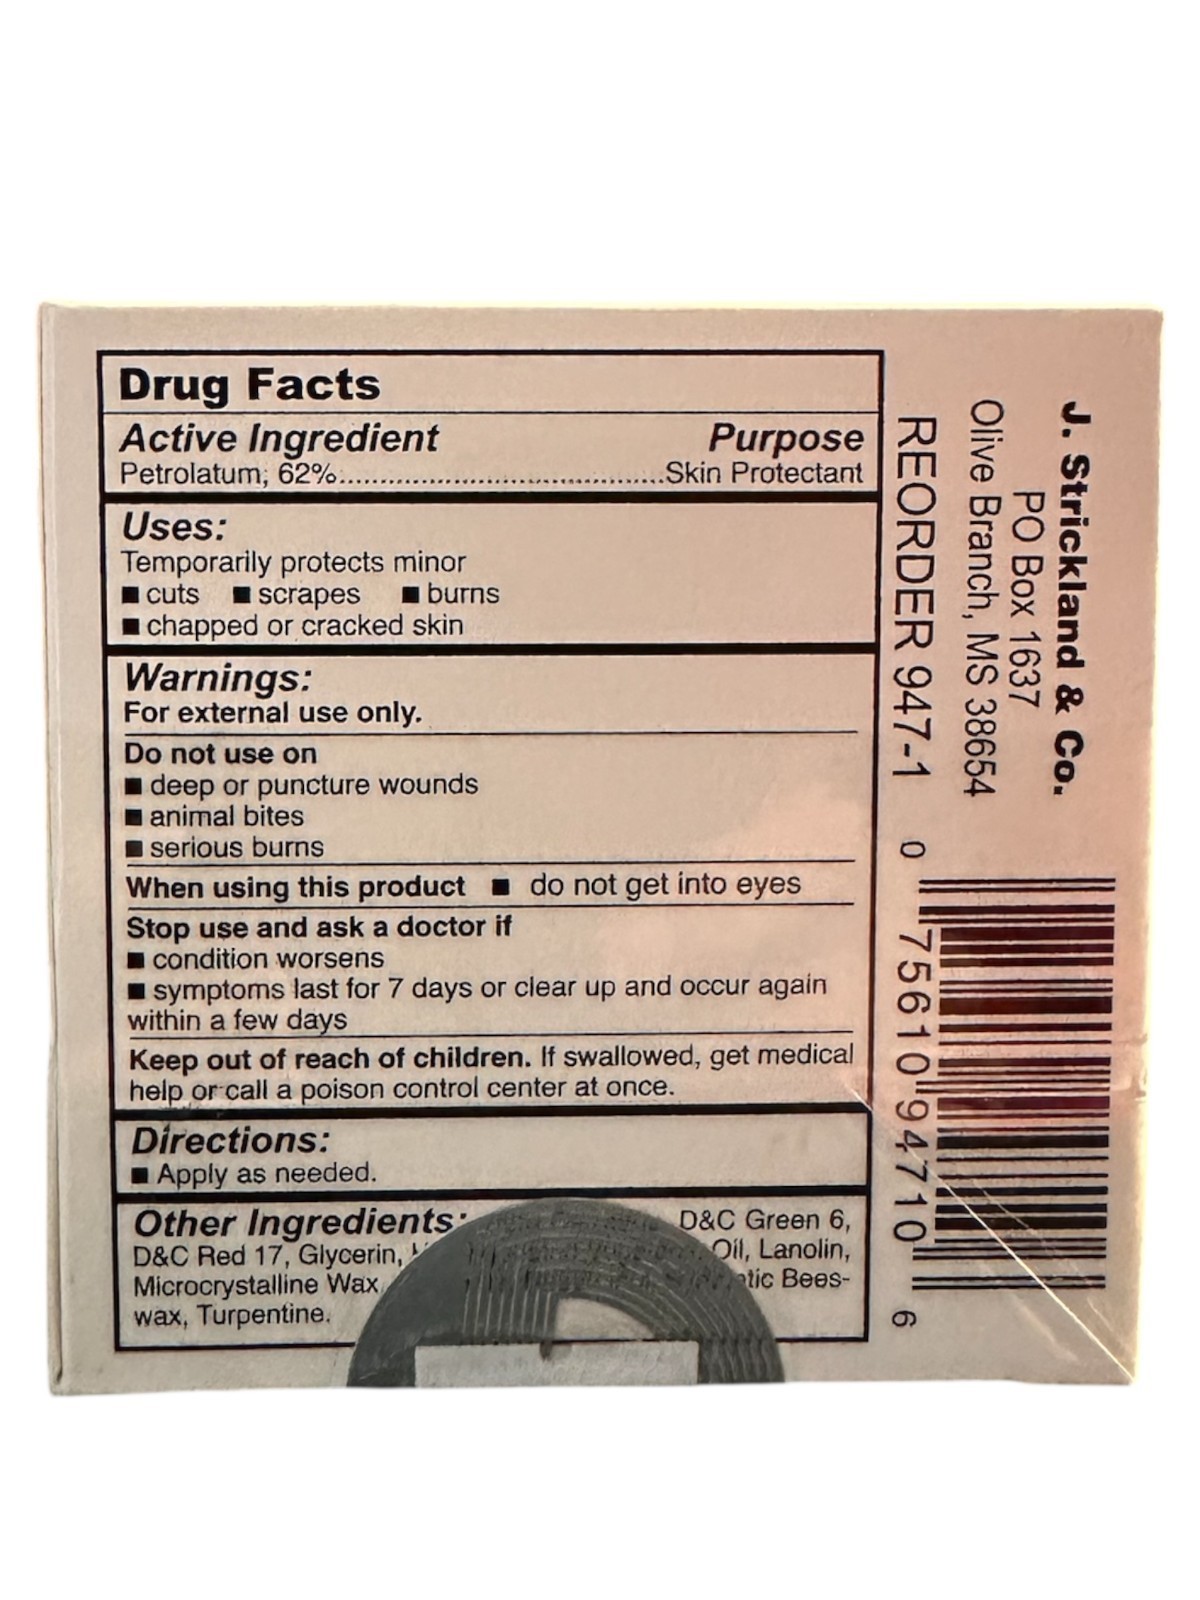 Drug Facts
Active Ingredient Purpose
Petrolatum, 62%..........................................Skin Protectant
Uses:
Temporarily protects minor
■ cuts ■ scrapes ■ burns
■ chapped or cracked skin
Warnings:
For external use only.
Do not use on
■ deep or puncture wounds
■ animal bites
■ serious burns
When using this product ■ do not get into eyes
Stop use and ask a doctor if
■ condition worsens
■ symptoms last for 7 days or clear up and occur again
within a few days
Keep out of reach of children. If swallowed, get medical
help or call a poison control center at once.
Directions:
■ Apply as needed.
Other Ingredients: D&C Green 6,
D&C Red 17, Glycerin, Oil, Lanolin,
Microcrystalline Wax Bees-
wax, Turpentine.
J. Strickland & Co.
PO Box 1637
Olive Branch, MS 38654
REORDER 947-1
0 75610 94710 6